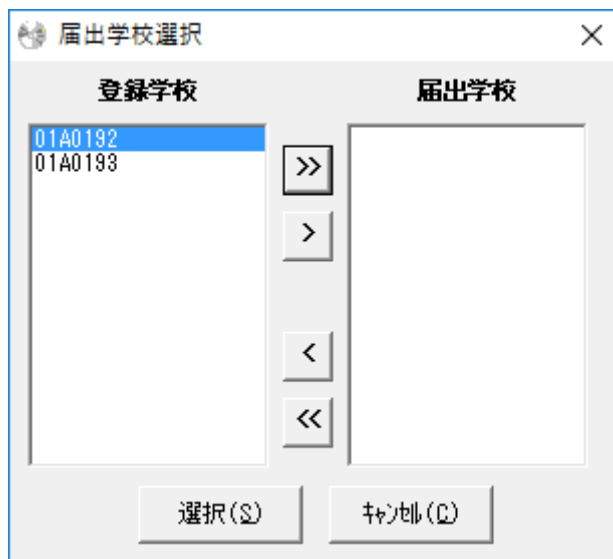 届出学校選択
登録学校
届出学校
01A0192
01A0193
>>
>
<
<<
選択(S)
ｷｬﾝｾﾙ(C)